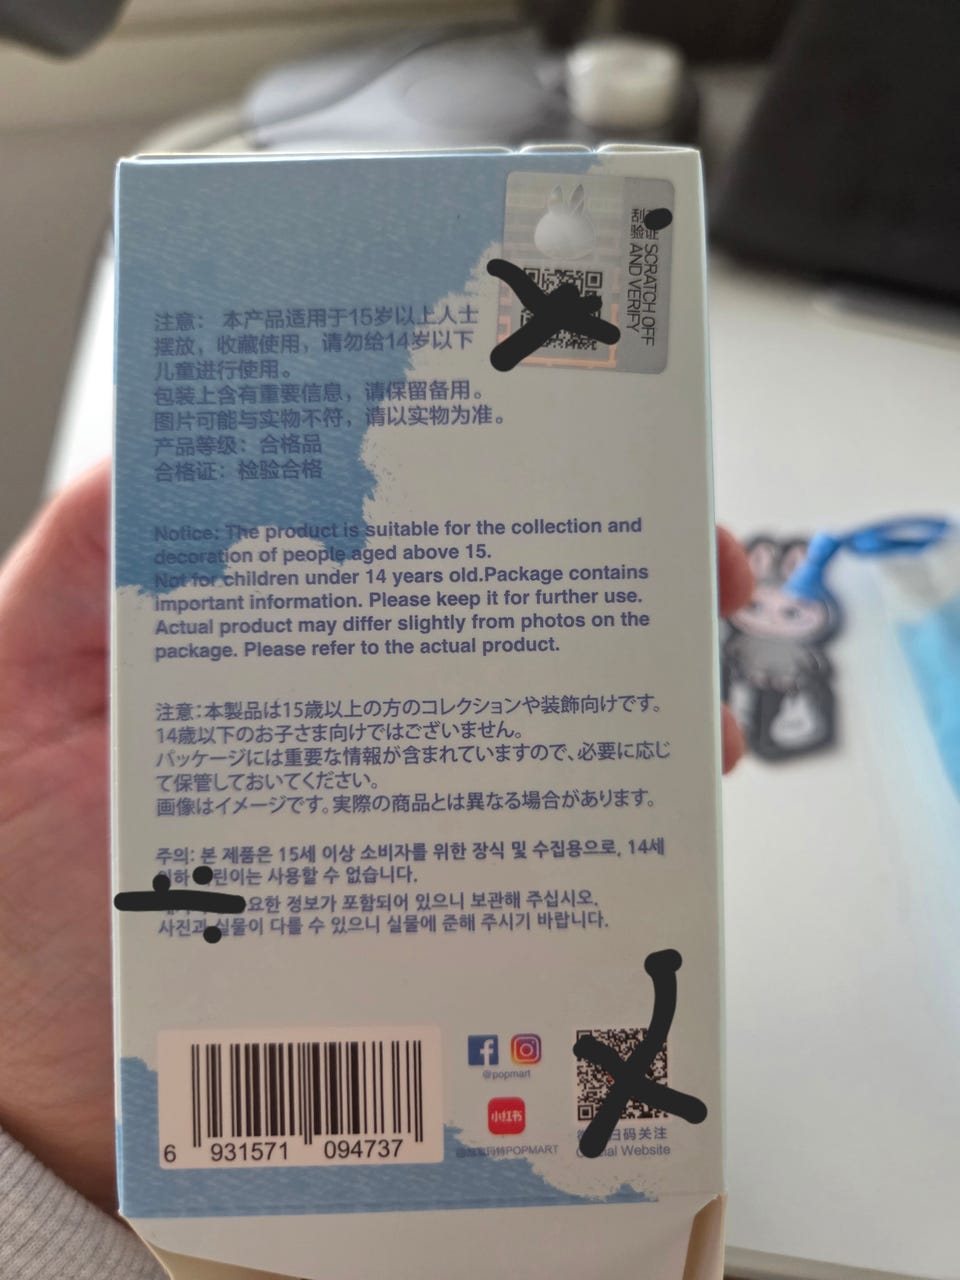 刮 证
验
SCRATCH OFF
AND VERIFY
注意： 本产品适用于15岁以上人士
摆放，收藏使用，请勿给14岁以下
儿童进行使用。
包装上含有重要信息，请保留备用。
图片可能与实物不符，请以实物为准。
产品等级：合格品
合格证：检验合格
Notice: The product is suitable for the collection and
decoration of people aged above 15.
Not for children under 14 years old.Package contains
important information. Please keep it for further use.
Actual product may differ slightly from photos on the
package. Please refer to the actual product.
注意:本製品は15歳以上の方のコレクションや装飾向けです。
14歳以下のお子さま向けではございません。
パッケージには重要な情報が含まれていますので、必要に応じ
て保管しておいてください。
画像はイメージです。実際の商品とは異なる場合があります。
주의: 본 제품은 15세 이상 소비자를 위한 장식 및 수집용으로, 14세
사용할 수 없습니다.
정보가 포함되어 있으니 보관해 주십시오.
사진과 실물이 다를 수 있으니 실물에 준해 주시기 바랍니다.
6 931571 094737
@popmart
小红书
POPMART
扫码关注
Website